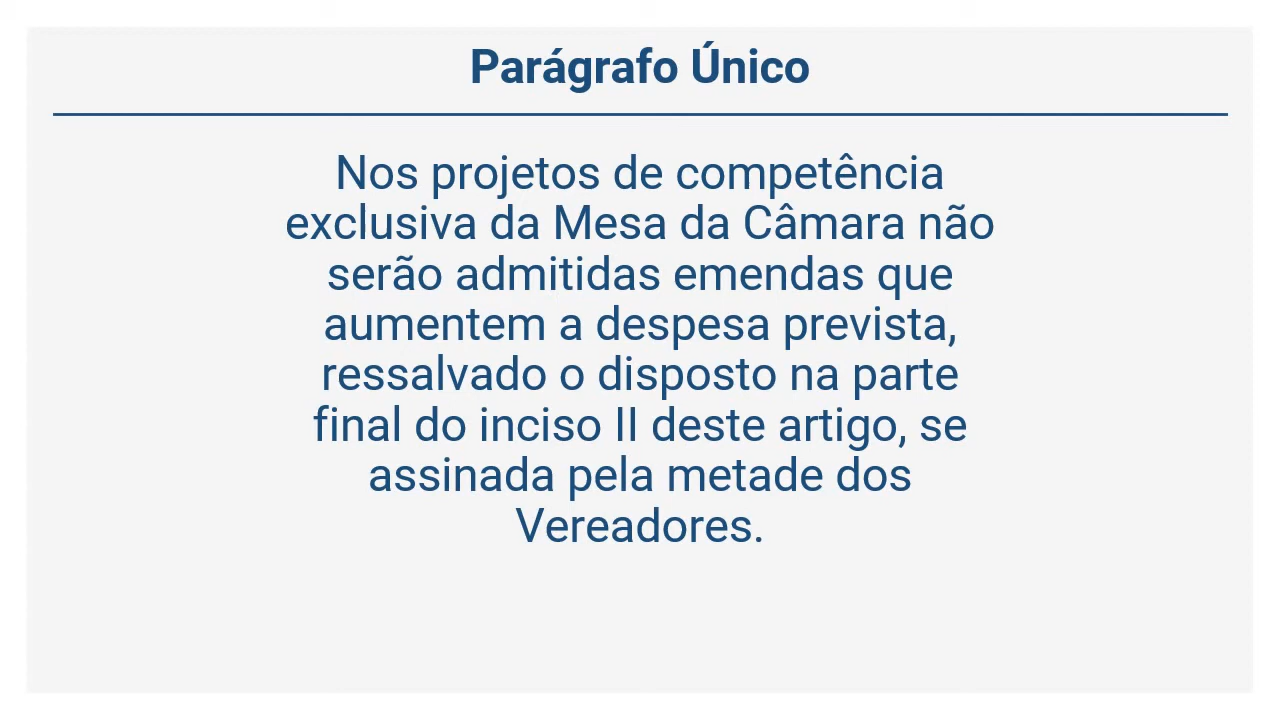 Parágrafo Único
Nos projetos de competência
exclusiva da Mesa da Câmara não
serão admitidas emendas que
aumentem a despesa prevista,
ressalvado o disposto na parte
final do inciso II deste artigo, se
assinada pela metade dos
Vereadores.